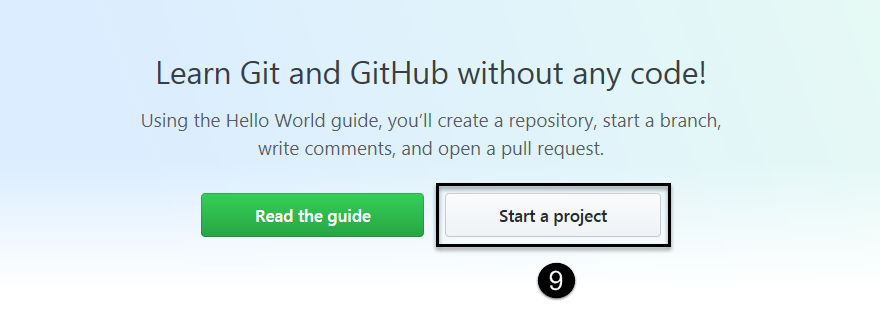 Learn Git and GitHub without any code!
Using the Hello World guide, you’ll create a repository, start a branch,
write comments, and open a pull request.
Read the guide
Start a project
9